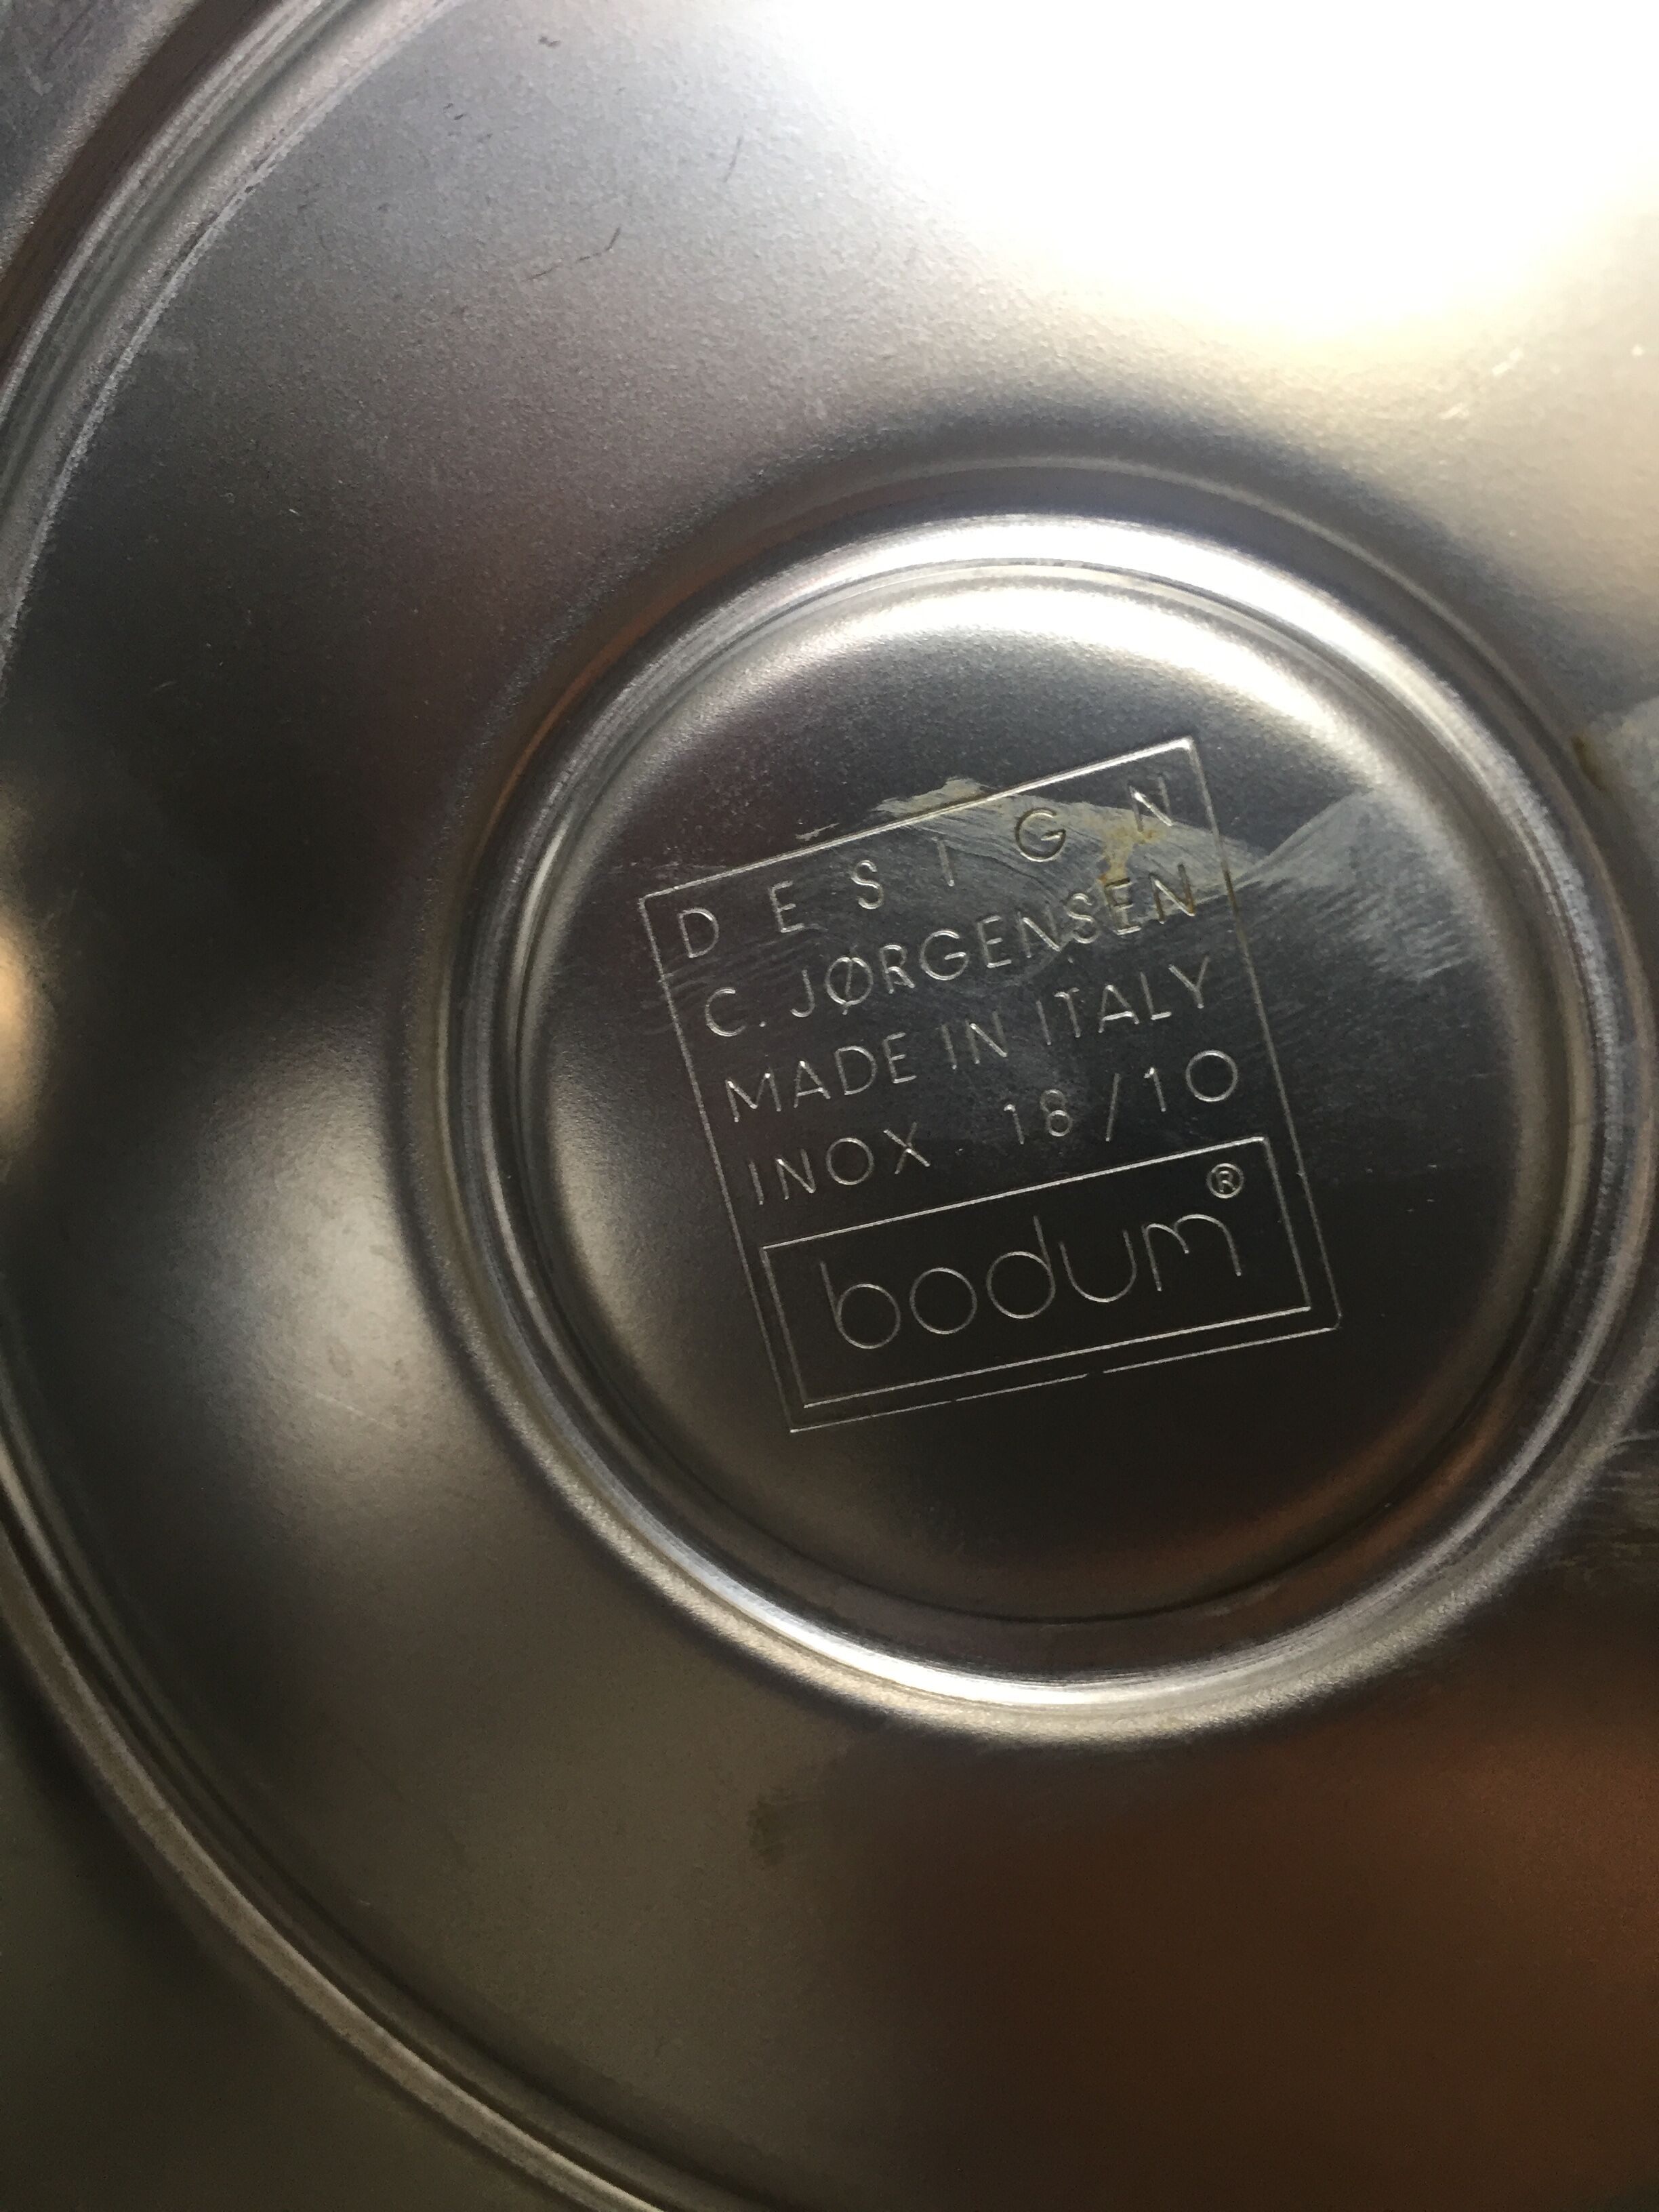 DESIGN
C. JØRGENSEN
MADE IN ITALY
INOX 18/10
bodum®